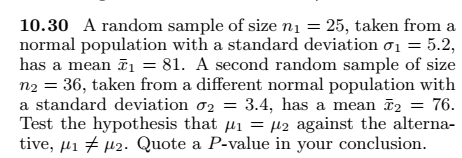 10.30 A random sample of size n₁ = 25, taken from a
normal population with a standard deviation σ₁ = 5.2,
has a mean x̄₁ = 81. A second random sample of size
n₂ = 36, taken from a different normal population with
a standard deviation σ₂ = 3.4, has a mean x̄₂ = 76.
Test the hypothesis that μ₁ = μ₂ against the alterna-
tive, μ₁ ≠ μ₂. Quote a P-value in your conclusion.